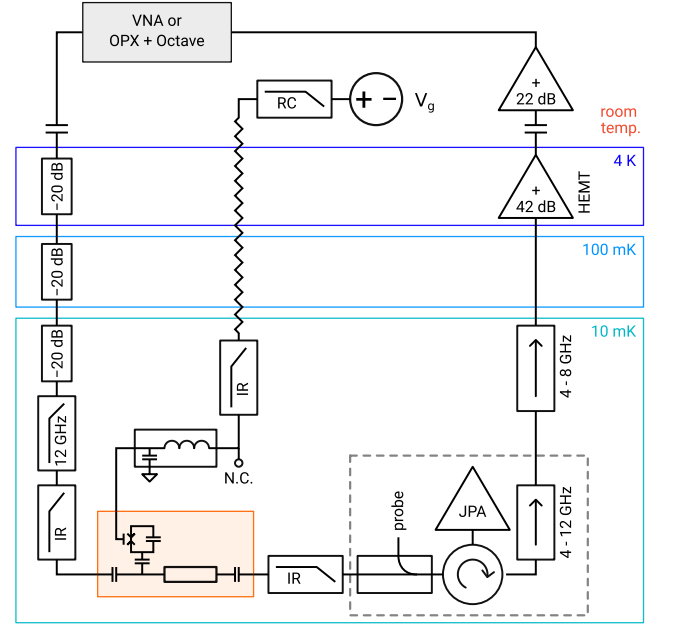 VNA or
OPX + Octave
RC
+ −
Vg
+
22 dB
room
temp.
4 K
−20 dB
+
42 dB
HEMT
100 mK
−20 dB
10 mK
−20 dB
4 - 8 GHz
IR
12 GHz
N.C.
IR
probe
JPA
4 - 12 GHz
IR